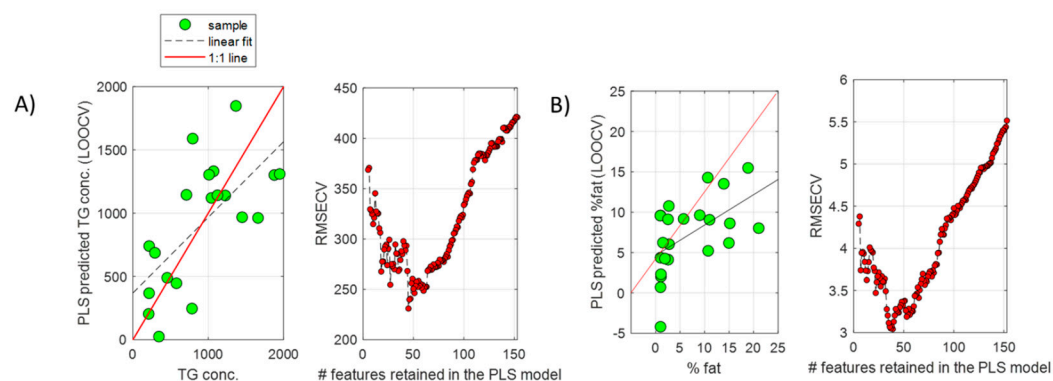 sample
linear fit
1:1 line
A)
PLS predicted TG conc. (LOOCV)
2000
1500
1000
500
0
0 1000 2000
TG conc.
RMSECV
450
400
350
300
250
200
0 50 100 150
# features retained in the PLS model
B)
PLS predicted %fat (LOOCV)
25
20
15
10
5
0
-5
-5 0 5 10 15 20 25
% fat
RMSECV
6
5.5
5
4.5
4
3.5
3
0 50 100 150
# features retained in the PLS model